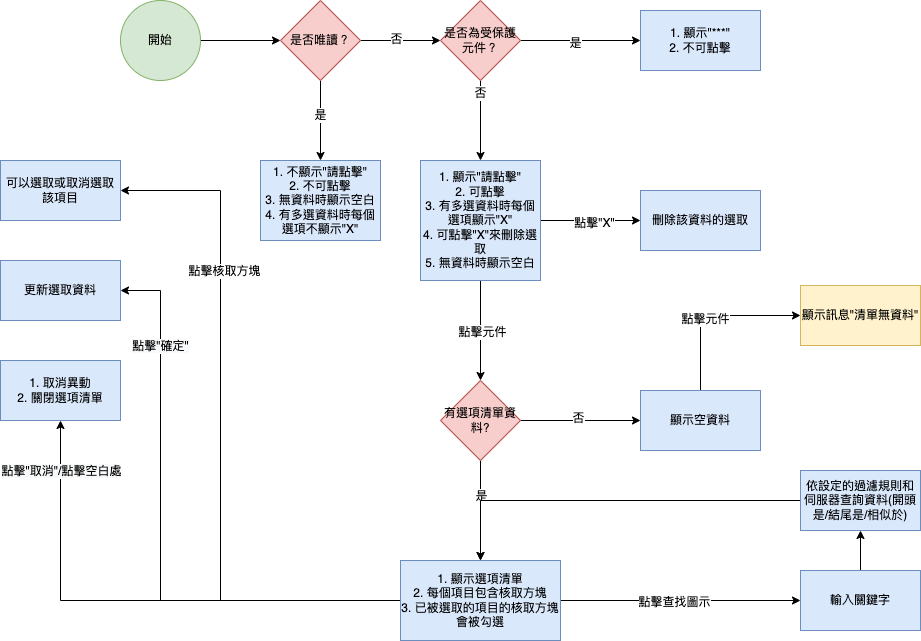 開始
是否唯讀？
否
是否為受保護
元件？
是
1. 顯示"***"
2. 不可點擊
是
否
可以選取或取消選取
該項目
1. 不顯示"請點擊"
2. 不可點擊
3. 無資料時顯示空白
4. 有多選資料時每個
選項不顯示"X"
1. 顯示"請點擊"
2. 可點擊
3. 有多選資料時每個
選項顯示"X"
4. 可點擊"X"來刪除選
取
5. 無資料時顯示空白
點擊"X"
刪除該資料的選取
點擊核取方塊
更新選取資料
點擊"確定"
點擊元件
點擊元件
顯示訊息"清單無資料"
1. 取消異動
2. 關閉選項清單
有選項清單資
料?
否
顯示空資料
點擊"取消"/點擊空白處
是
依設定的過濾規則和
伺服器查詢資料(開頭
是/結尾是/相似於)
1. 顯示選項清單
2. 每個項目包含核取方塊
3. 已被選取的項目的核取方塊
會被勾選
點擊查找圖示
輸入關鍵字